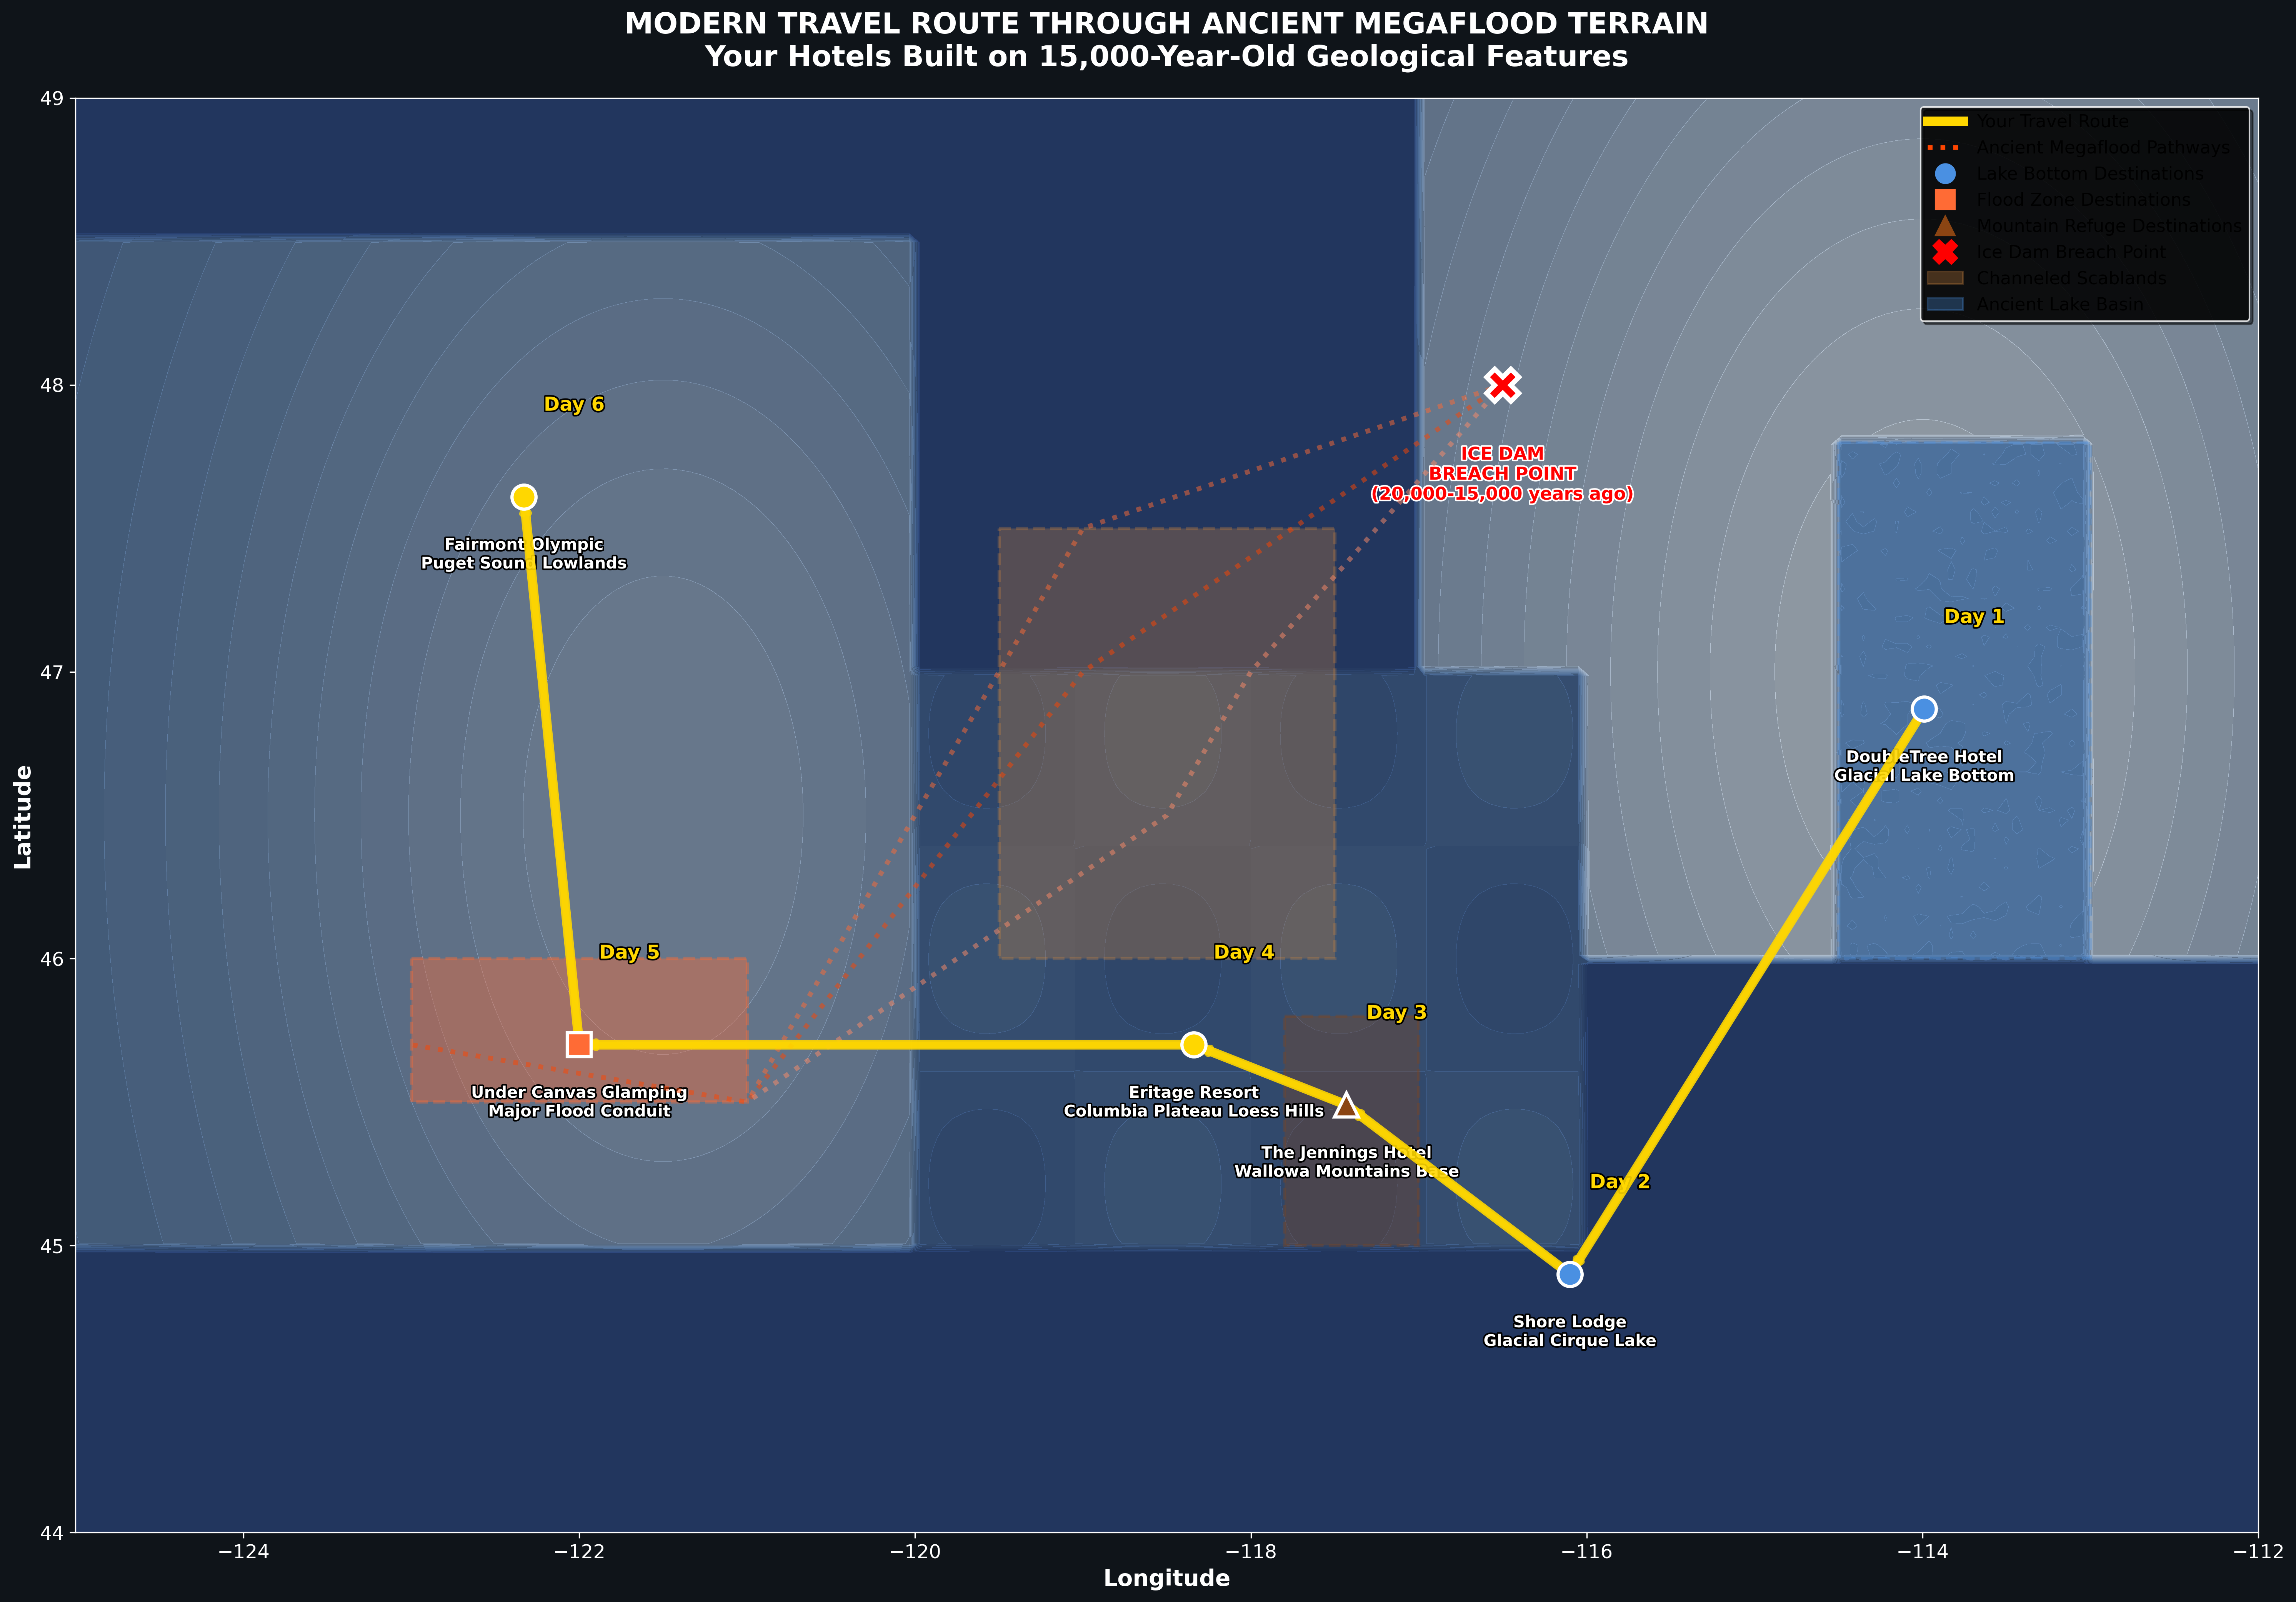 MODERN TRAVEL ROUTE THROUGH ANCIENT MEGAFLOOD TERRAIN
Your Hotels Built on 15,000-Year-Old Geological Features
49
48
47
46
45
44
Latitude
Your Travel Route
Ancient Megaflood Pathways
Lake Bottom Destinations
Flood Zone Destinations
Mountain Refuge Destinations
Ice Dam Breach Point
Channeled Scablands
Ancient Lake Basin
Day 6
Fairmont Olympic
Puget Sound Lowlands
ICE DAM
BREACH POINT
(20,000-15,000 years ago)
Day 1
DoubleTree Hotel
Glacial Lake Bottom
Day 5
Under Canvas Glamping
Major Flood Conduit
Day 4
Eritage Resort
Columbia Plateau Loess Hills
Day 3
The Jennings Hotel
Wallowa Mountains Base
Day 2
Shore Lodge
Glacial Cirque Lake
−124
−122
−120
−118
−116
−114
−112
Longitude